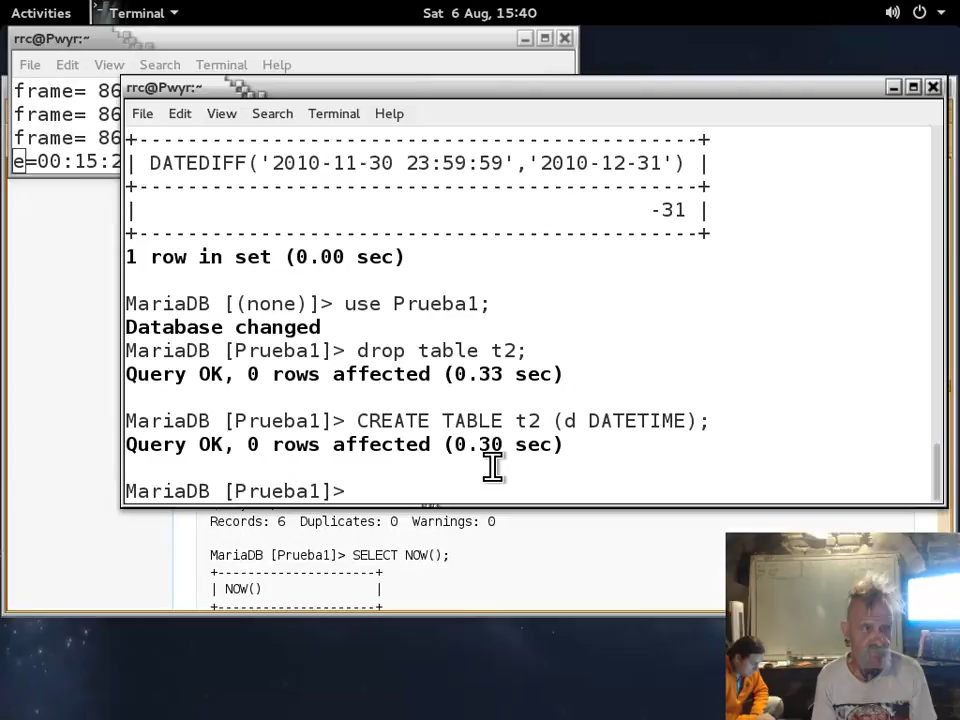 Activities Terminal Sat 6 Aug, 15:40
rrc@Pwyr:~
File Edit View Search Terminal Help
frame= 86
frame= 86
frame= 86
e=00:15:2
rrc@Pwyr:~
File Edit View Search Terminal Help
+------------------------------------------------+
| DATEDIFF('2010-11-30 23:59:59','2010-12-31') |
+------------------------------------------------+
| -31 |
+------------------------------------------------+
1 row in set (0.00 sec)
MariaDB [(none)]> use Prueba1;
Database changed
MariaDB [Prueba1]> drop table t2;
Query OK, 0 rows affected (0.33 sec)
MariaDB [Prueba1]> CREATE TABLE t2 (d DATETIME);
Query OK, 0 rows affected (0.30 sec)
MariaDB [Prueba1]>
Records: 6 Duplicates: 0 Warnings: 0
MariaDB [Prueba1]> SELECT NOW();
+---------------------+
| NOW() |
+---------------------+